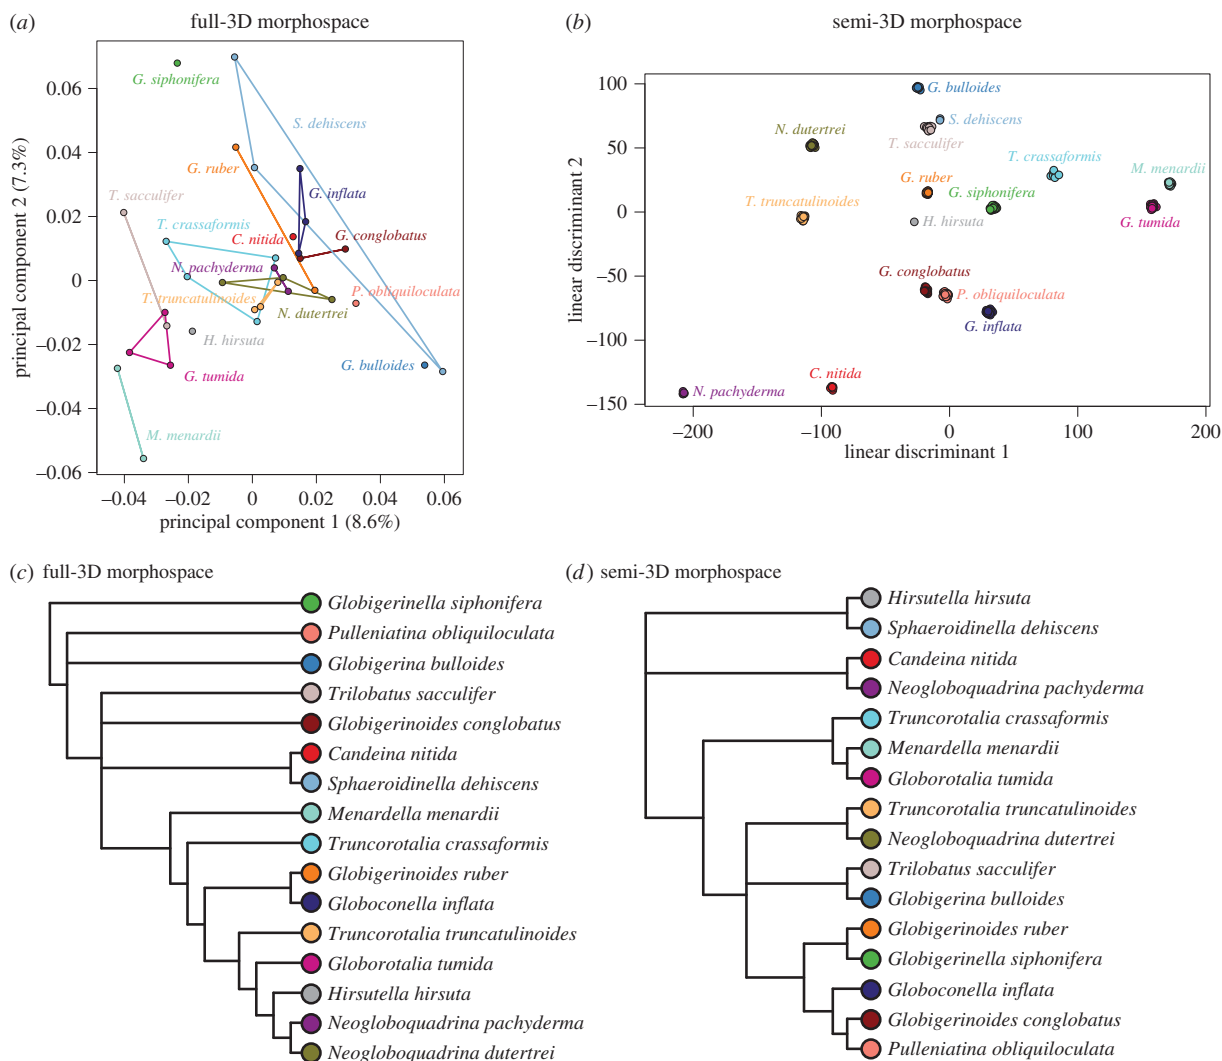 (a) full-3D morphospace
G. siphonifera
S. dehiscens
G. ruber
G. inflata
T. sacculifer
T. crassaformis
C. nitida
G. conglobatus
N. pachyderma
P. obliquiloculata
T. truncatulinoides
N. dutertrei
H. hirsuta
G. bulloides
G. tumida
M. menardii
principal component 2 (7.3%)
0.06
0.04
0.02
0
–0.02
–0.04
–0.06
–0.04 –0.02 0 0.02 0.04 0.06
principal component 1 (8.6%)
(b) semi-3D morphospace
G. bulloides
S. dehiscens
N. dutertrei
T. sacculifer
T. crassaformis
M. menardii
G. ruber
G. siphonifera
T. truncatulinoides
H. hirsuta
G. tumida
G. conglobatus
P. obliquiloculata
G. inflata
C. nitida
N. pachyderma
linear discriminant 2
100
50
0
–50
–100
–150
–200 –100 0 100 200
linear discriminant 1
(c) full-3D morphospace
Globigerinella siphonifera
Pulleniatina obliquiloculata
Globigerina bulloides
Trilobatus sacculifer
Globigerinoides conglobatus
Candeina nitida
Sphaeroidinella dehiscens
Menardella menardii
Truncorotalia crassaformis
Globigerinoides ruber
Globoconella inflata
Truncorotalia truncatulinoides
Globorotalia tumida
Hirsutella hirsuta
Neogloboquadrina pachyderma
Neogloboquadrina dutertrei
(d) semi-3D morphospace
Hirsutella hirsuta
Sphaeroidinella dehiscens
Candeina nitida
Neogloboquadrina pachyderma
Truncorotalia crassaformis
Menardella menardii
Globorotalia tumida
Truncorotalia truncatulinoides
Neogloboquadrina dutertrei
Trilobatus sacculifer
Globigerina bulloides
Globigerinoides ruber
Globigerinella siphonifera
Globoconella inflata
Globigerinoides conglobatus
Pulleniatina obliquiloculata